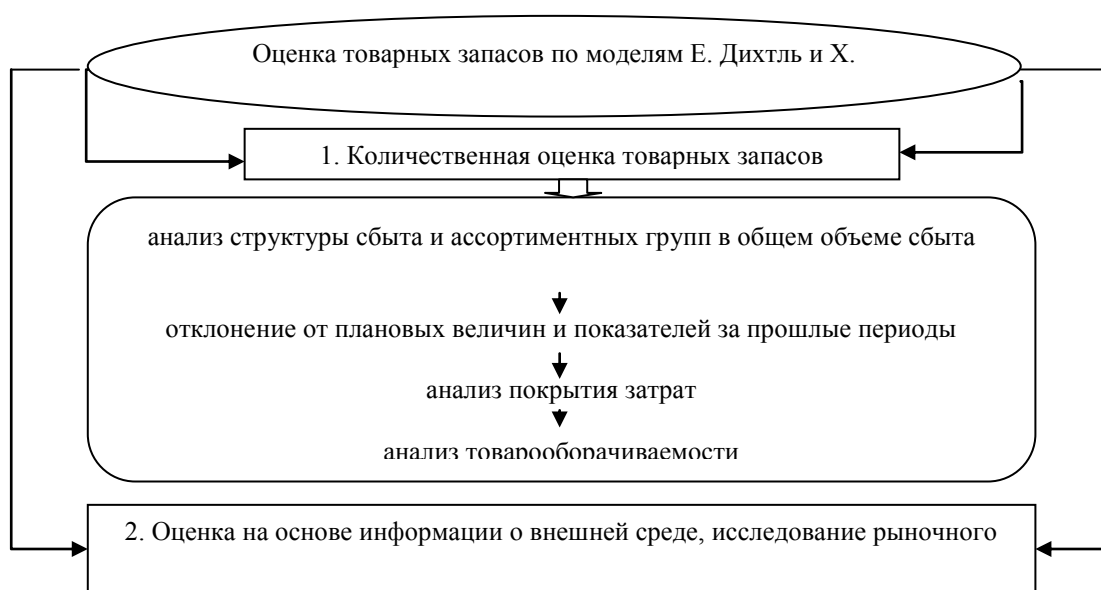 Оценка товарных запасов по моделям Е. Дихтль и Х.
1. Количественная оценка товарных запасов
анализ структуры сбыта и ассортиментных групп в общем объеме сбыта
отклонение от плановых величин и показателей за прошлые периоды
анализ покрытия затрат
анализ товарооборачиваемости
2. Оценка на основе информации о внешней среде, исследование рыночного